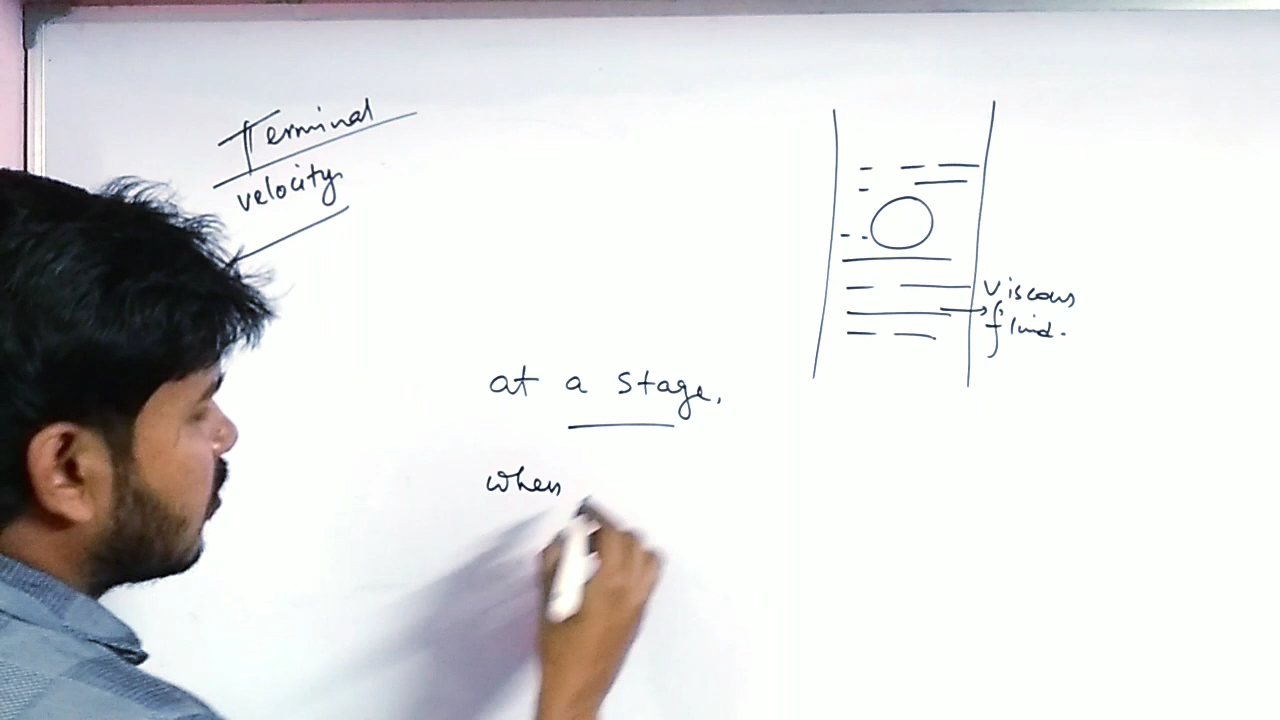 Terminal
velocity
viscous
fluid.
at a stage,
when